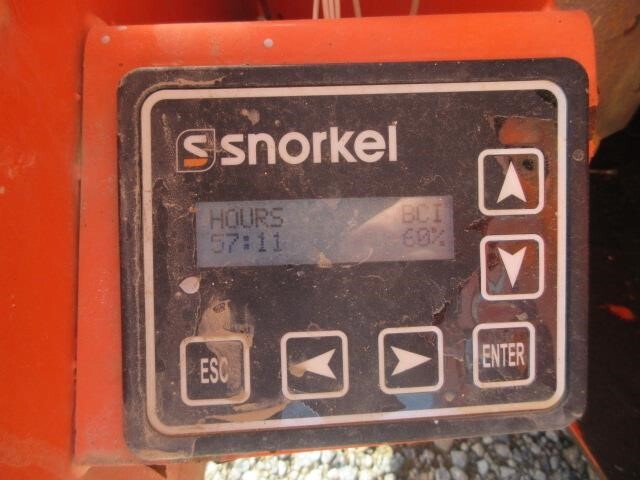 snorkel
HOURS BCI
57:11 60%
ESC
ENTER